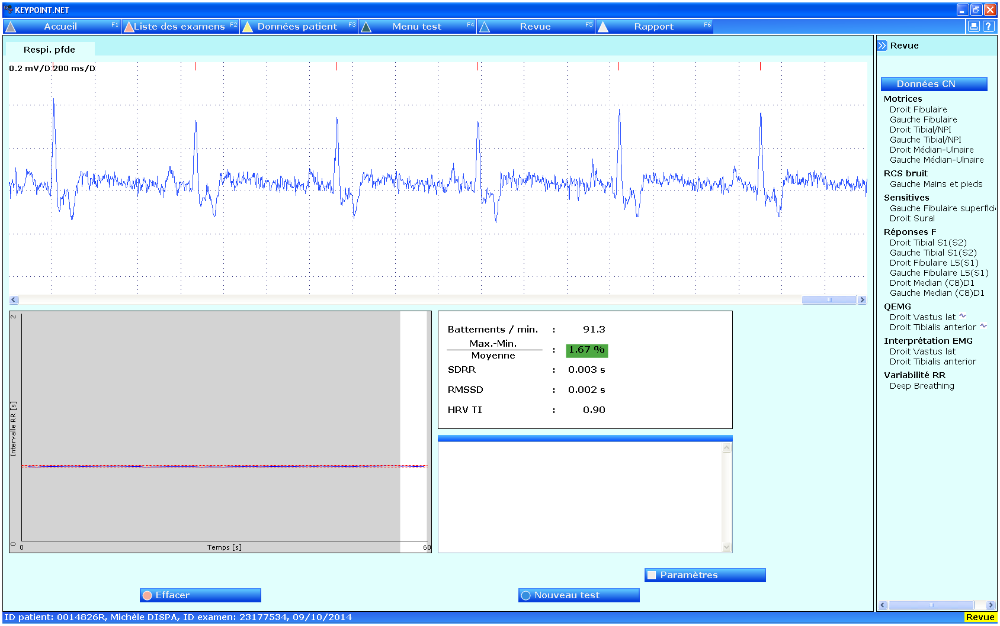 KEYPOINT.NET
Accueil F1 Liste des examens F2 Données patient F3 Menu test F4 Revue F5 Rapport F6
Respi. pfde
0.2 mV/D 200 ms/D
2
Intervalle RR [s]
0
0 Temps [s] 60
Battements / min. : 91.3
Max.-Min.
Moyenne : 1.67 %
SDRR : 0.003 s
RMSSD : 0.002 s
HRV TI : 0.90
Paramètres
Effacer
Nouveau test
Revue
Données CN
Motrices
Droit Fibulaire
Gauche Fibulaire
Droit Tibial/NPI
Gauche Tibial/NPI
Droit Médian-Ulnaire
Gauche Médian-Ulnaire
RCS bruit
Gauche Mains et pieds
Sensitives
Gauche Fibulaire superfici
Droit Sural
Réponses F
Droit Tibial S1(S2)
Gauche Tibial S1(S2)
Droit Fibulaire L5(S1)
Gauche Fibulaire L5(S1)
Droit Median (C8)D1
Gauche Median (C8)D1
QEMG
Droit Vastus lat
Droit Tibialis anterior
Interprétation EMG
Droit Vastus lat
Droit Tibialis anterior
Variabilité RR
Deep Breathing
ID patient: 0014826R, Michèle DISPA, ID examen: 23177534, 09/10/2014
Revue